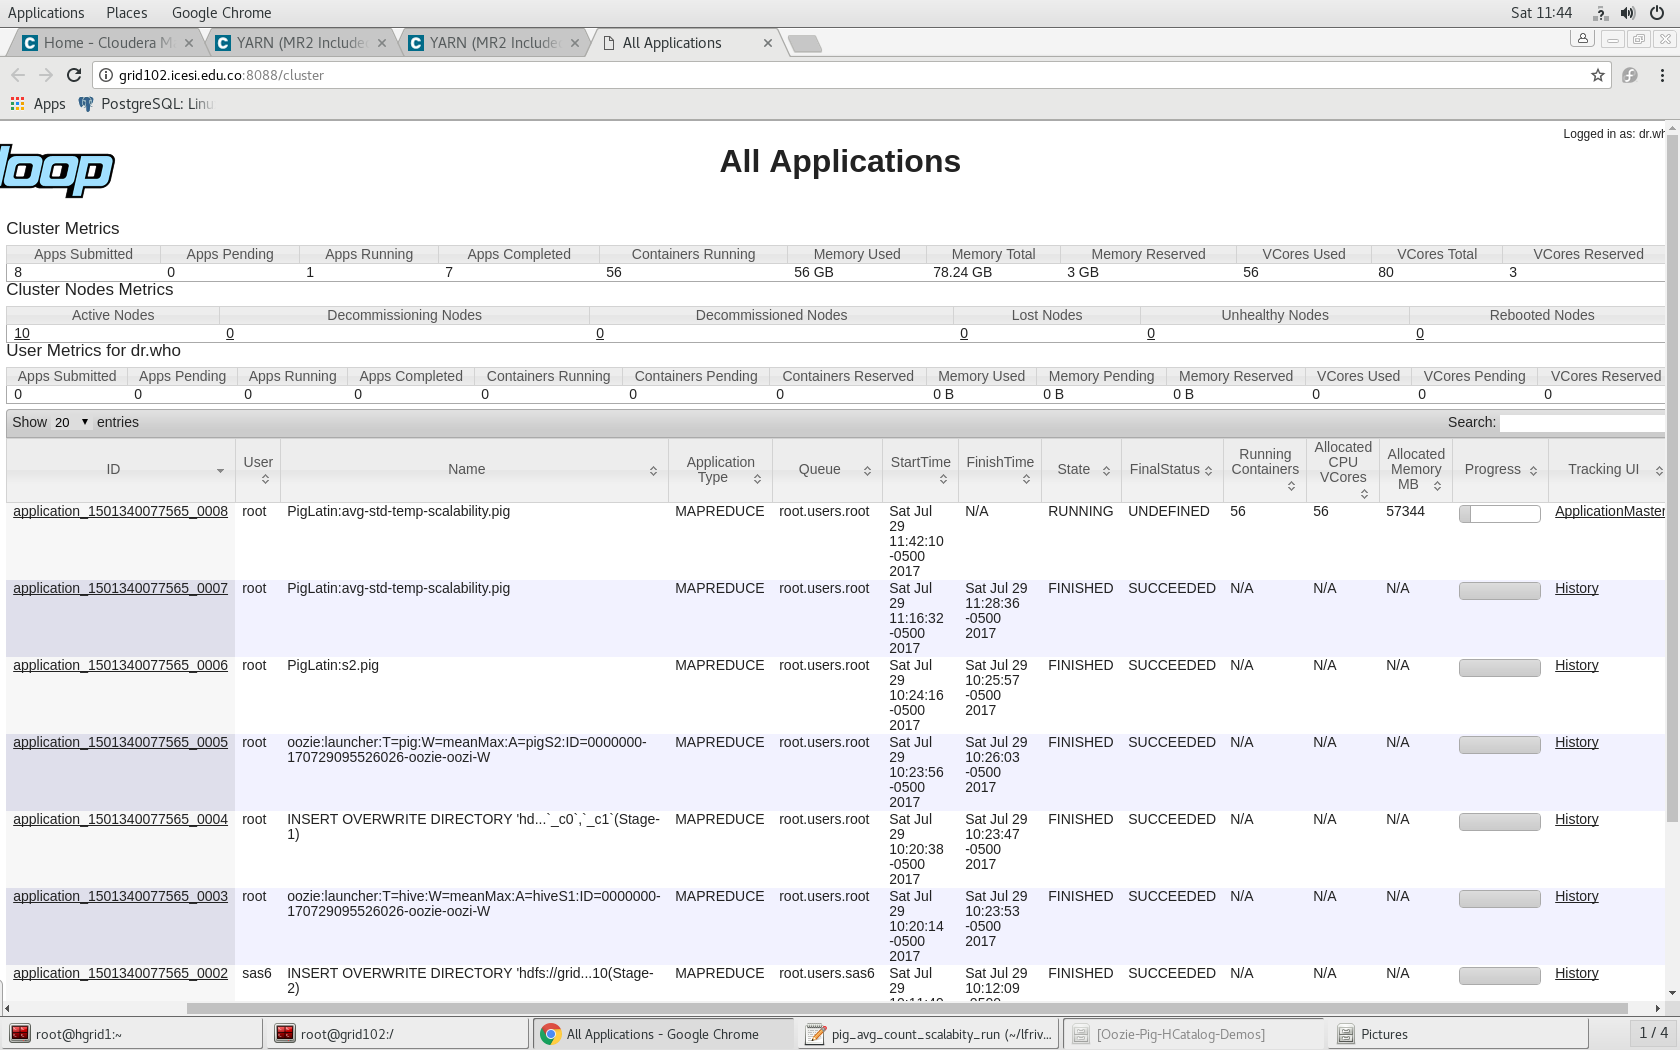 Applications Places Google Chrome Sat 11:44
Home - Cloudera M YARN (MR2 Include YARN (MR2 Include All Applications
grid102.icesi.edu.co:8088/cluster
Apps PostgreSQL: Linu
Logged in as: dr.wh
loop
All Applications
Cluster Metrics
Apps Submitted Apps Pending Apps Running Apps Completed Containers Running Memory Used Memory Total Memory Reserved VCores Used VCores Total VCores Reserved
8 0 1 7 56 56 GB 78.24 GB 3 GB 56 80 3
Cluster Nodes Metrics
Active Nodes Decommissioning Nodes Decommissioned Nodes Lost Nodes Unhealthy Nodes Rebooted Nodes
10 0 0 0 0 0
User Metrics for dr.who
Apps Submitted Apps Pending Apps Running Apps Completed Containers Running Containers Pending Containers Reserved Memory Used Memory Pending Memory Reserved VCores Used VCores Pending VCores Reserved
0 0 0 0 0 0 0 0 B 0 B 0 B 0 0 0
Show 20 entries Search:
ID User Name Application Type Queue StartTime FinishTime State FinalStatus Running Containers Allocated CPU VCores Allocated Memory MB Progress Tracking UI
application_1501340077565_0008 root PigLatin:avg-std-temp-scalability.pig MAPREDUCE root.users.root Sat Jul N/A RUNNING UNDEFINED 56 56 57344 ApplicationMaster
29
11:42:10
-0500
2017
application_1501340077565_0007 root PigLatin:avg-std-temp-scalability.pig MAPREDUCE root.users.root Sat Jul Sat Jul 29 FINISHED SUCCEEDED N/A N/A N/A History
29 11:28:36
11:16:32 -0500
-0500 2017
2017
application_1501340077565_0006 root PigLatin:s2.pig MAPREDUCE root.users.root Sat Jul Sat Jul 29 FINISHED SUCCEEDED N/A N/A N/A History
29 10:25:57
10:24:16 -0500
-0500 2017
2017
application_1501340077565_0005 root oozie:launcher:T=pig:W=meanMax:A=pigS2:ID=0000000- MAPREDUCE root.users.root Sat Jul Sat Jul 29 FINISHED SUCCEEDED N/A N/A N/A History
170729095526026-oozie-oozi-W 29 10:26:03
10:23:56 -0500
-0500 2017
2017
application_1501340077565_0004 root INSERT OVERWRITE DIRECTORY 'hd...`_c0`,`_c1`(Stage- MAPREDUCE root.users.root Sat Jul Sat Jul 29 FINISHED SUCCEEDED N/A N/A N/A History
1) 29 10:23:47
10:20:38 -0500
-0500 2017
2017
application_1501340077565_0003 root oozie:launcher:T=hive:W=meanMax:A=hiveS1:ID=0000000- MAPREDUCE root.users.root Sat Jul Sat Jul 29 FINISHED SUCCEEDED N/A N/A N/A History
170729095526026-oozie-oozi-W 29 10:23:53
10:20:14 -0500
-0500 2017
2017
application_1501340077565_0002 sas6 INSERT OVERWRITE DIRECTORY 'hdfs://grid...10(Stage- MAPREDUCE root.users.sas6 Sat Jul Sat Jul 29 FINISHED SUCCEEDED N/A N/A N/A History
2) 29 10:12:09
root@hgrid1:~ root@grid102:/ All Applications - Google Chrome pig_avg_count_scalabity_run (~/lfriv... [Oozie-Pig-HCatalog-Demos] Pictures 1 / 4